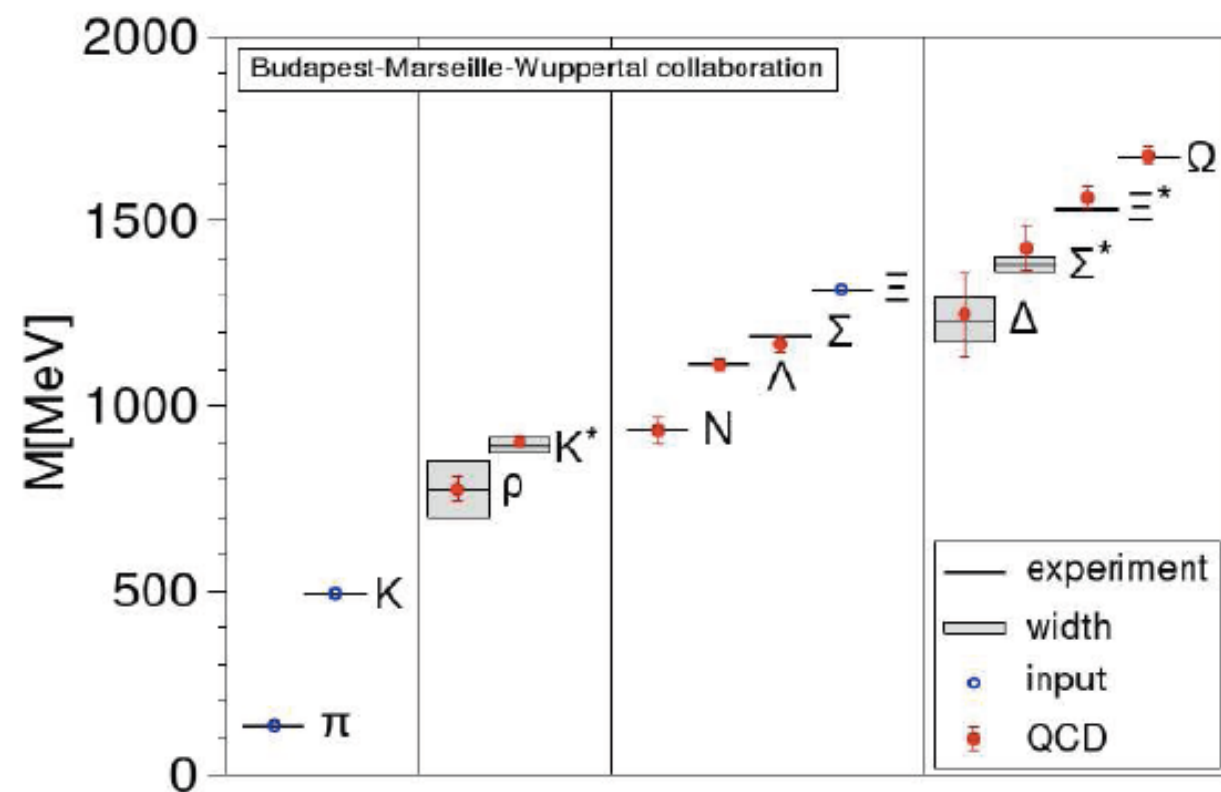 2000
Budapest-Marseille-Wuppertal collaboration
1500
1000
500
0
M[MeV]
π
K
ρ
K*
N
Λ
Σ
Ξ
Δ
Σ*
Ξ*
Ω
experiment
width
input
QCD